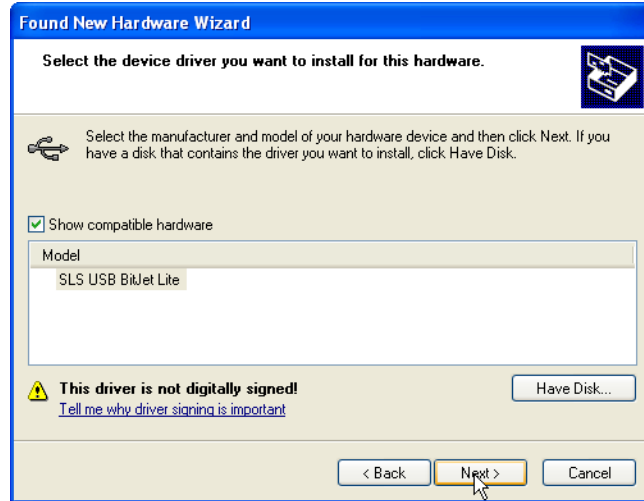 Found New Hardware Wizard
Select the device driver you want to install for this hardware.
Select the manufacturer and model of your hardware device and then click Next. If you
have a disk that contains the driver you want to install, click Have Disk.
Show compatible hardware
Model
SLS USB BitJet Lite
This driver is not digitally signed!
Have Disk...
Tell me why driver signing is important
< Back
Next >
Cancel